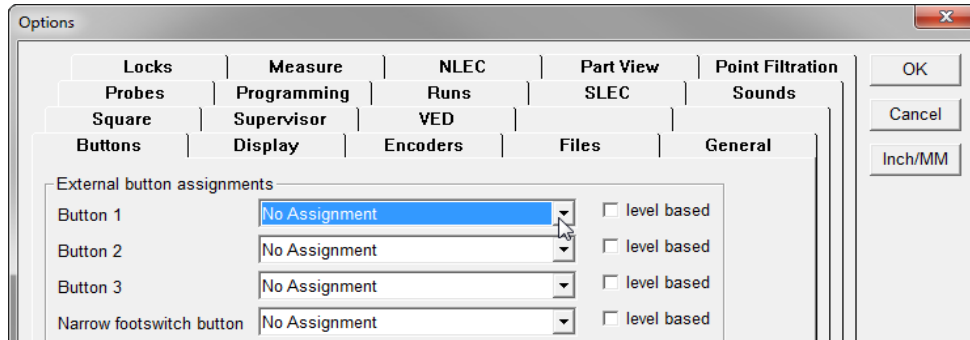 Options
Locks Measure NLEC Part View Point Filtration
Probes Programming Runs SLEC Sounds
Square Supervisor VED
Buttons Display Encoders Files General
OK
Cancel
Inch/MM
External button assignments
Button 1 No Assignment level based
Button 2 No Assignment level based
Button 3 No Assignment level based
Narrow footswitch button No Assignment level based